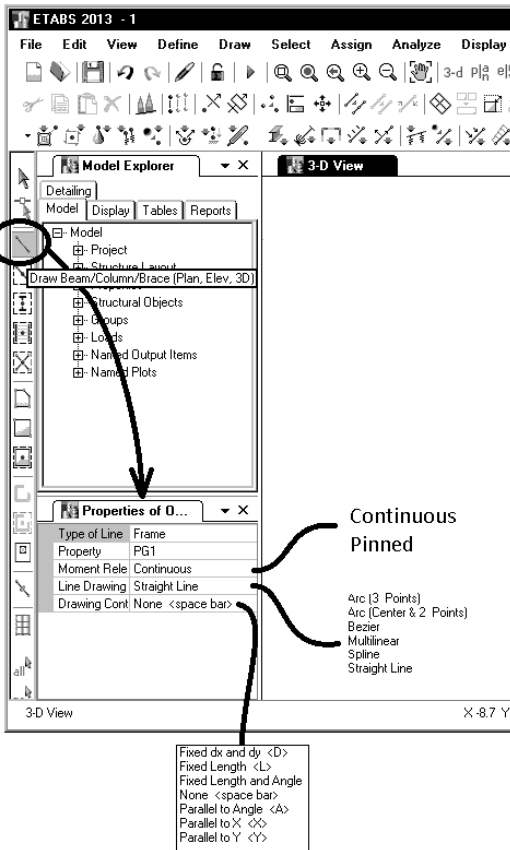 ETABS 2013 - 1
File Edit View Define Draw Select Assign Analyze Display
3-d
Model Explorer
3-D View
Detailing
Model Display Tables Reports
Model
Project
Structure Layout
Draw Beam/Column/Brace (Plan, Elev, 3D)
Properties
Structural Objects
Groups
Loads
Named Output Items
Named Plots
Properties of O...
Type of Line Frame
Property PG1
Moment Rele Continuous
Line Drawing Straight Line
Drawing Cont None <space bar>
Continuous
Pinned
Arc (3 Points)
Arc (Center & 2 Points)
Bezier
Multilinear
Spline
Straight Line
all
3-D View X -8.7 Y
Fixed dx and dy <D>
Fixed Length <L>
Fixed Length and Angle
None <space bar>
Parallel to Angle <A>
Parallel to X <X>
Parallel to Y <Y>